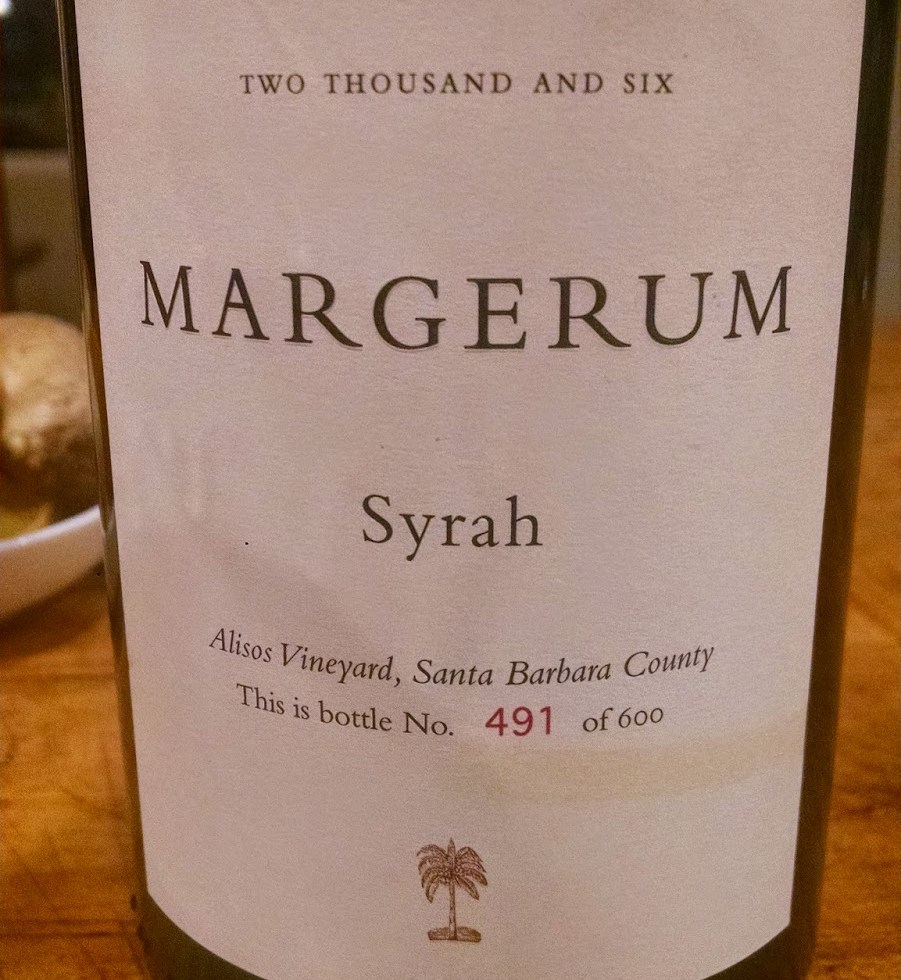 TWO THOUSAND AND SIX
MARGERUM
Syrah
Alisos Vineyard, Santa Barbara County
This is bottle No. 491 of 600